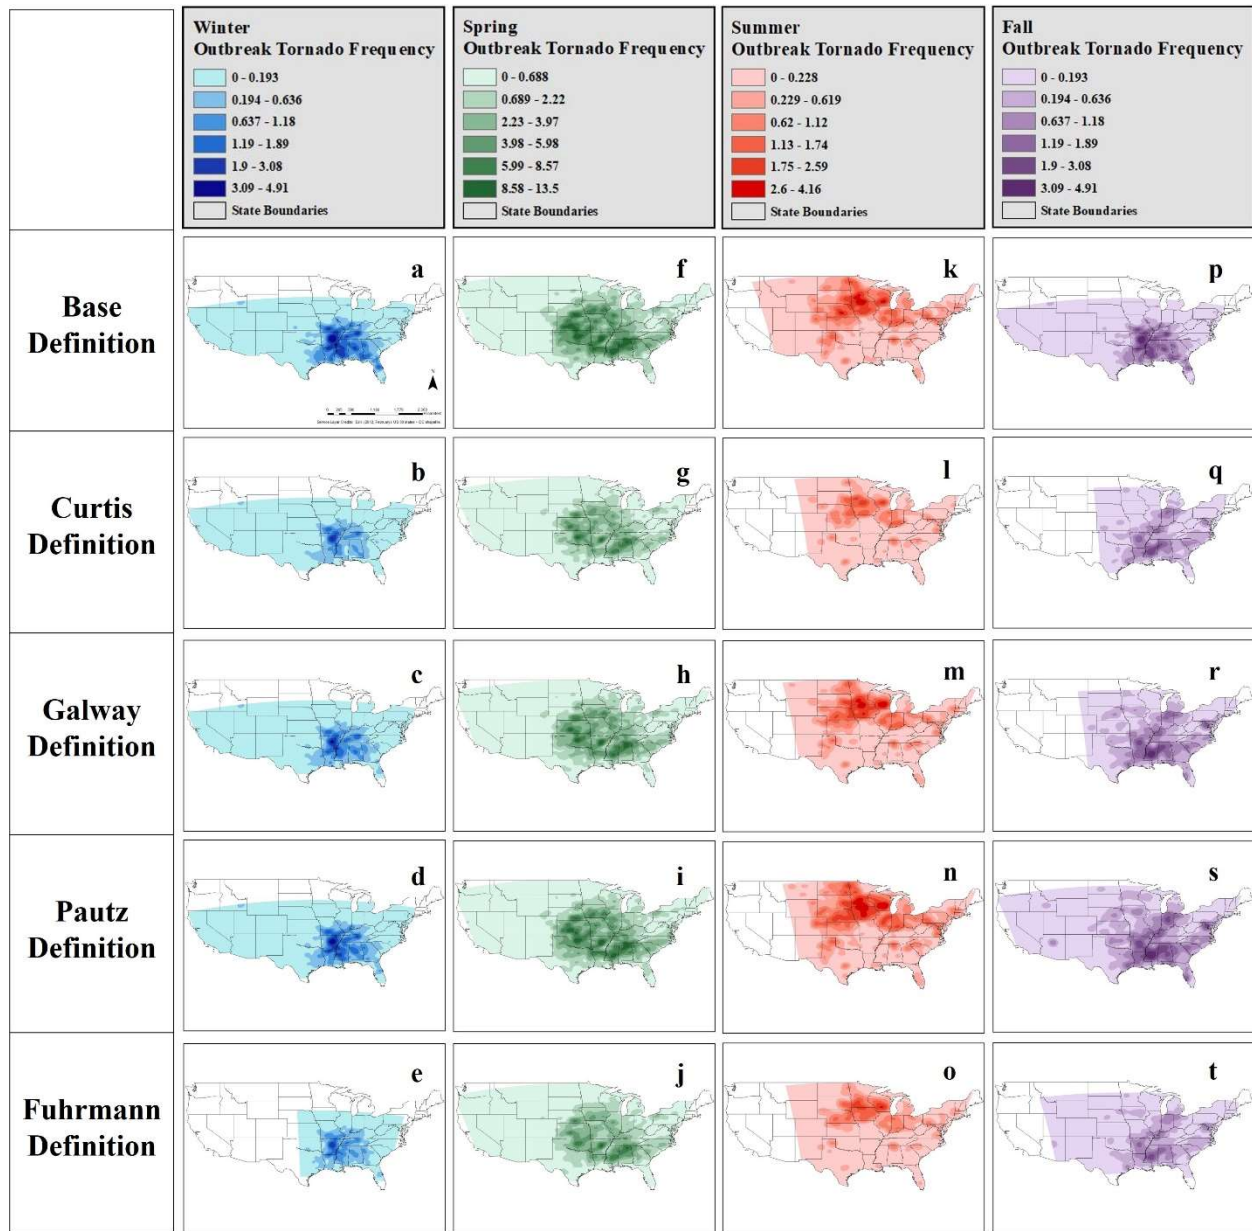 Winter
Outbreak Tornado Frequency
0 - 0.193
0.194 - 0.636
0.637 - 1.18
1.19 - 1.89
1.9 - 3.08
3.09 - 4.91
State Boundaries
Spring
Outbreak Tornado Frequency
0 - 0.688
0.689 - 2.22
2.23 - 3.97
3.98 - 5.98
5.99 - 8.57
8.58 - 13.5
State Boundaries
Summer
Outbreak Tornado Frequency
0 - 0.228
0.229 - 0.619
0.62 - 1.12
1.13 - 1.74
1.75 - 2.59
2.6 - 4.16
State Boundaries
Fall
Outbreak Tornado Frequency
0 - 0.193
0.194 - 0.636
0.637 - 1.18
1.19 - 1.89
1.9 - 3.08
3.09 - 4.91
State Boundaries
Base
Definition
a
f
k
p
Curtis
Definition
b
g
l
q
Galway
Definition
c
h
m
r
Pautz
Definition
d
i
n
s
Fuhrmann
Definition
e
j
o
t